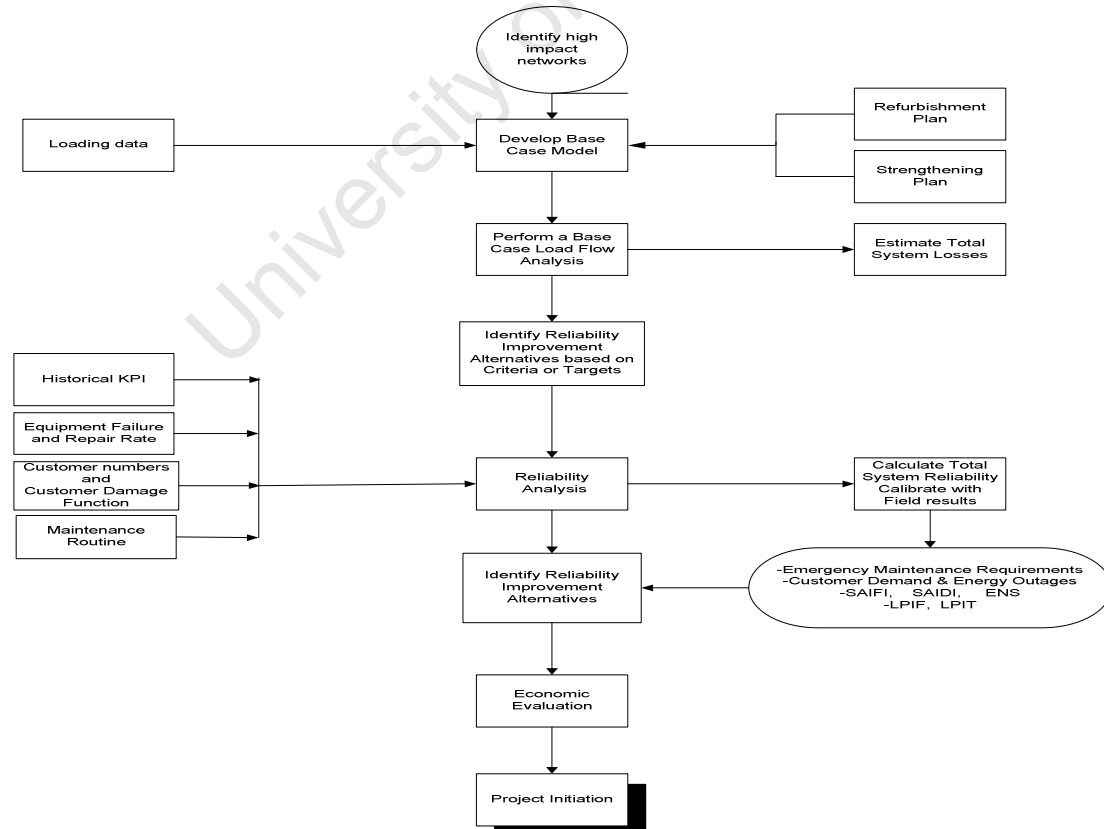 Identify high
impact
networks
Refurbishment
Plan
Loading data
Develop Base
Case Model
Strengthening
Plan
Perform a Base
Case Load Flow
Analysis
Estimate Total
System Losses
Identify Reliability
Improvement
Alternatives based on
Criteria or Targets
Historical KPI
Equipment Failure
and Repair Rate
Customer numbers
and
Customer Damage
Function
Maintenance
Routine
Reliability
Analysis
Calculate Total
System Reliability
Calibrate with
Field results
-Emergency Maintenance Requirements
-Customer Demand & Energy Outages
-SAIFI, SAIDI, ENS
-LPIF, LPIT
Identify Reliability
Improvement
Alternatives
Economic
Evaluation
Project Initiation
University of